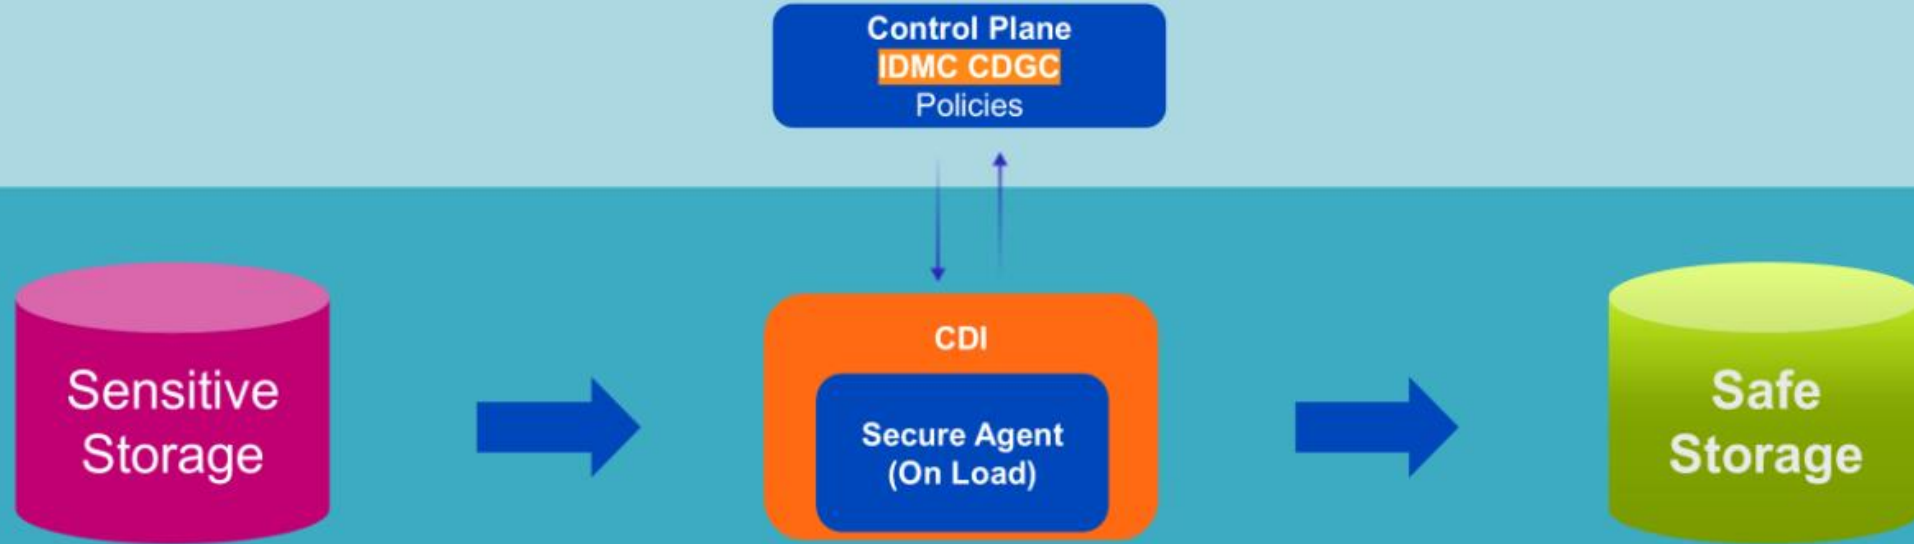 Control Plane
IDMC CDGC
Policies
Sensitive
Storage
CDI
Secure Agent
(On Load)
Safe
Storage